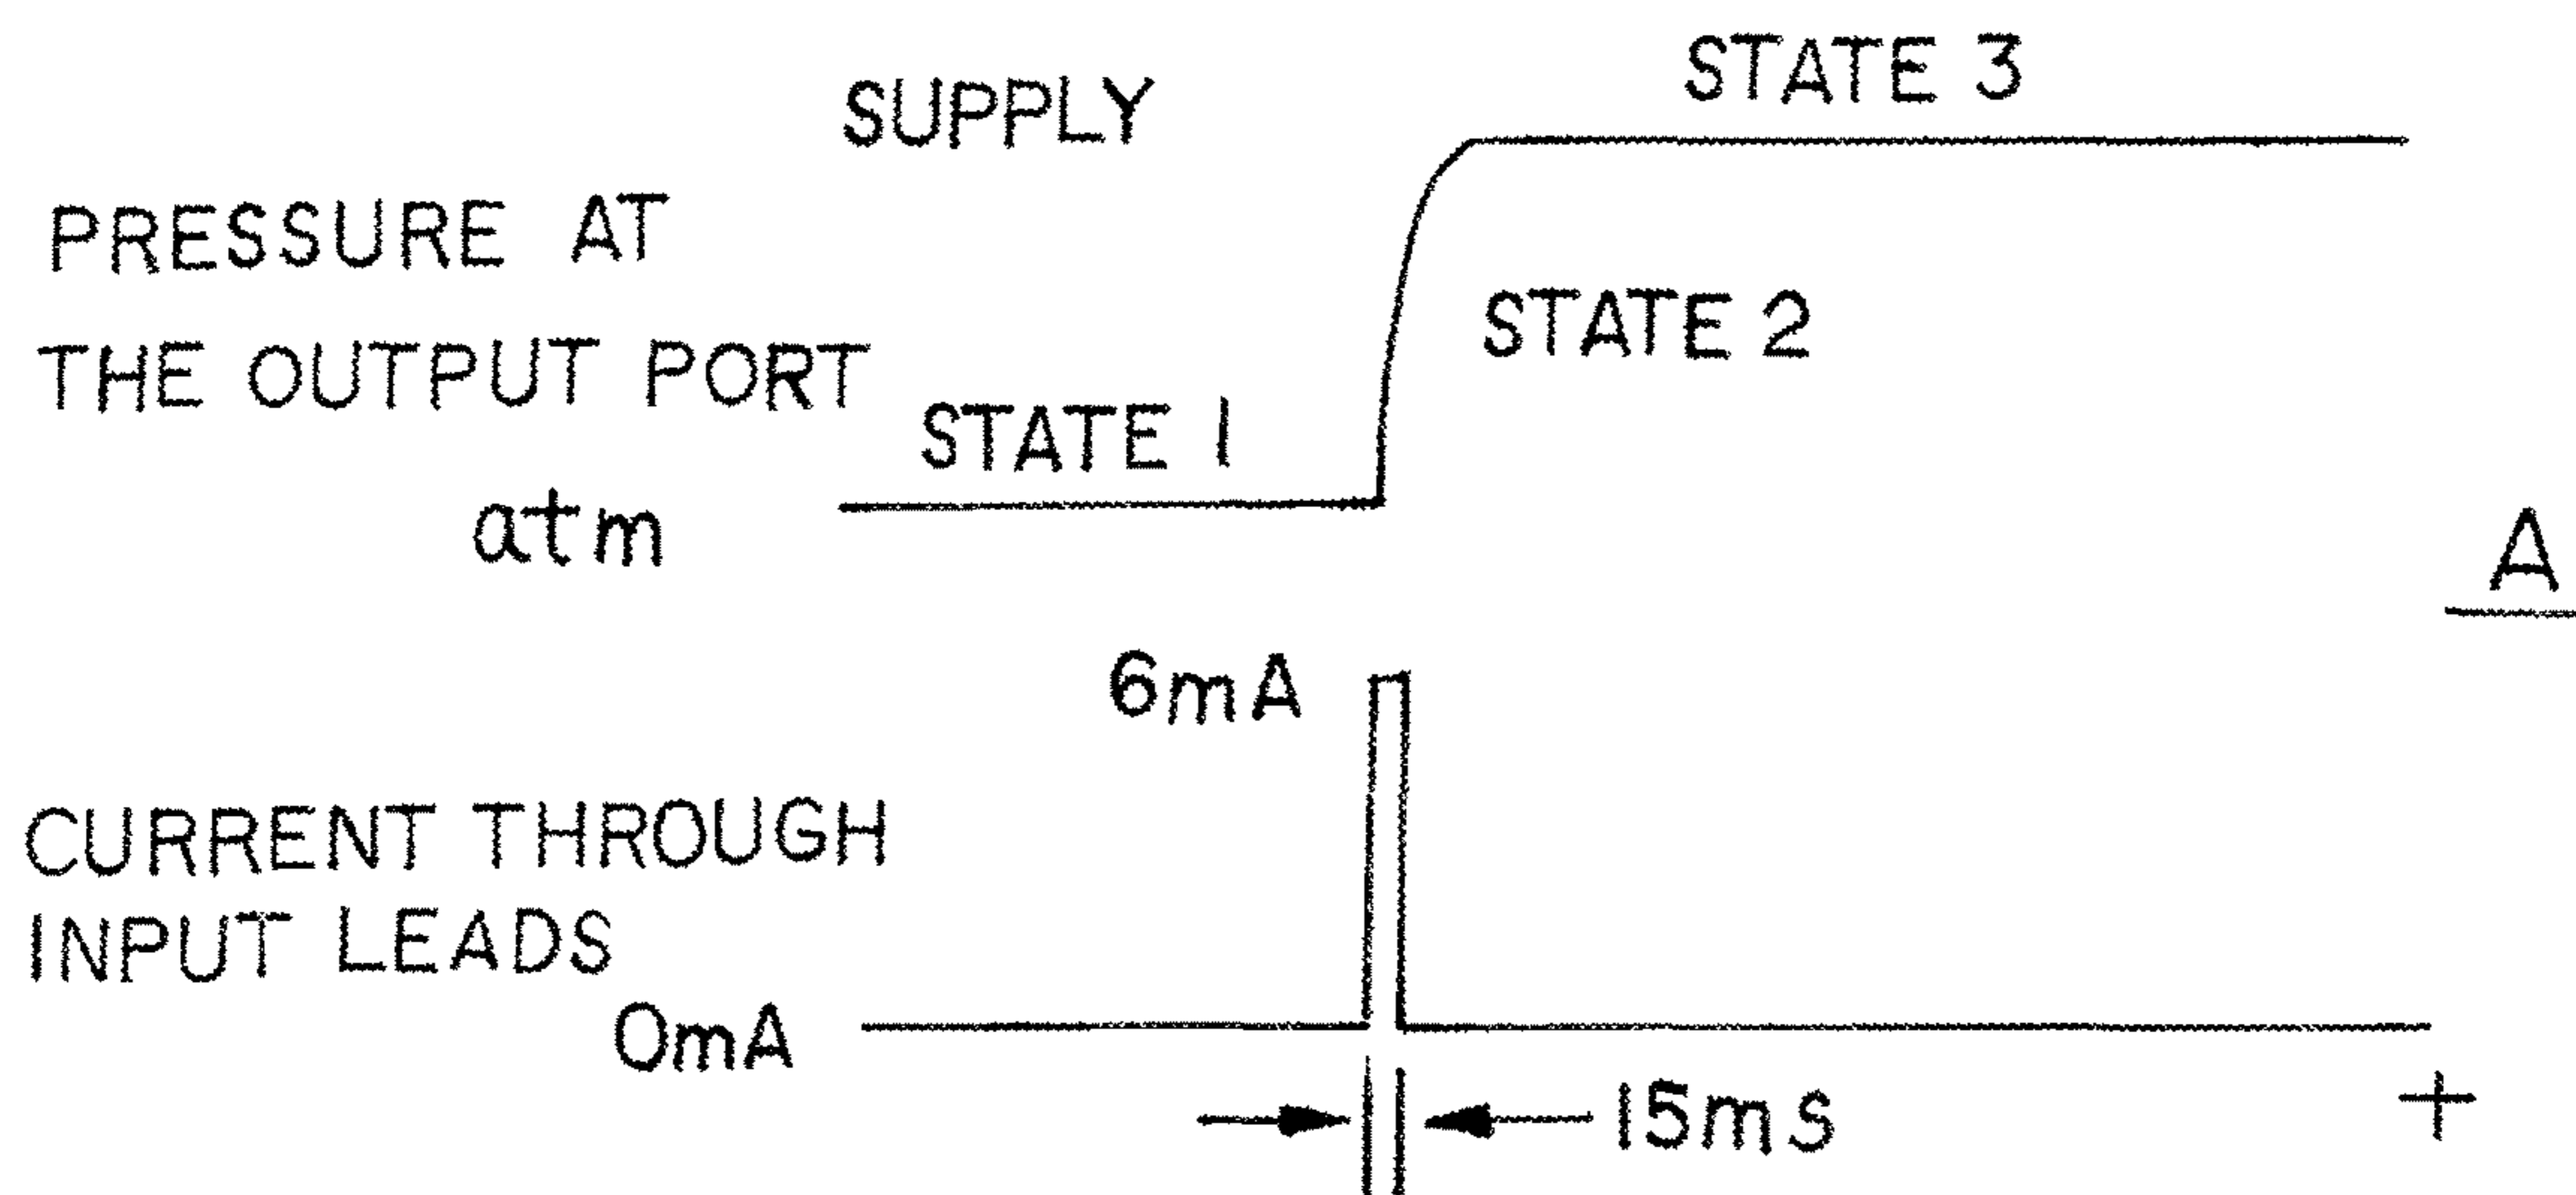 STATE 3
SUPPLY
PRESSURE AT
THE OUTPUT PORT
STATE 2
STATE 1
atm
A
6mA
CURRENT THROUGH
INPUT LEADS
0mA
15ms
+